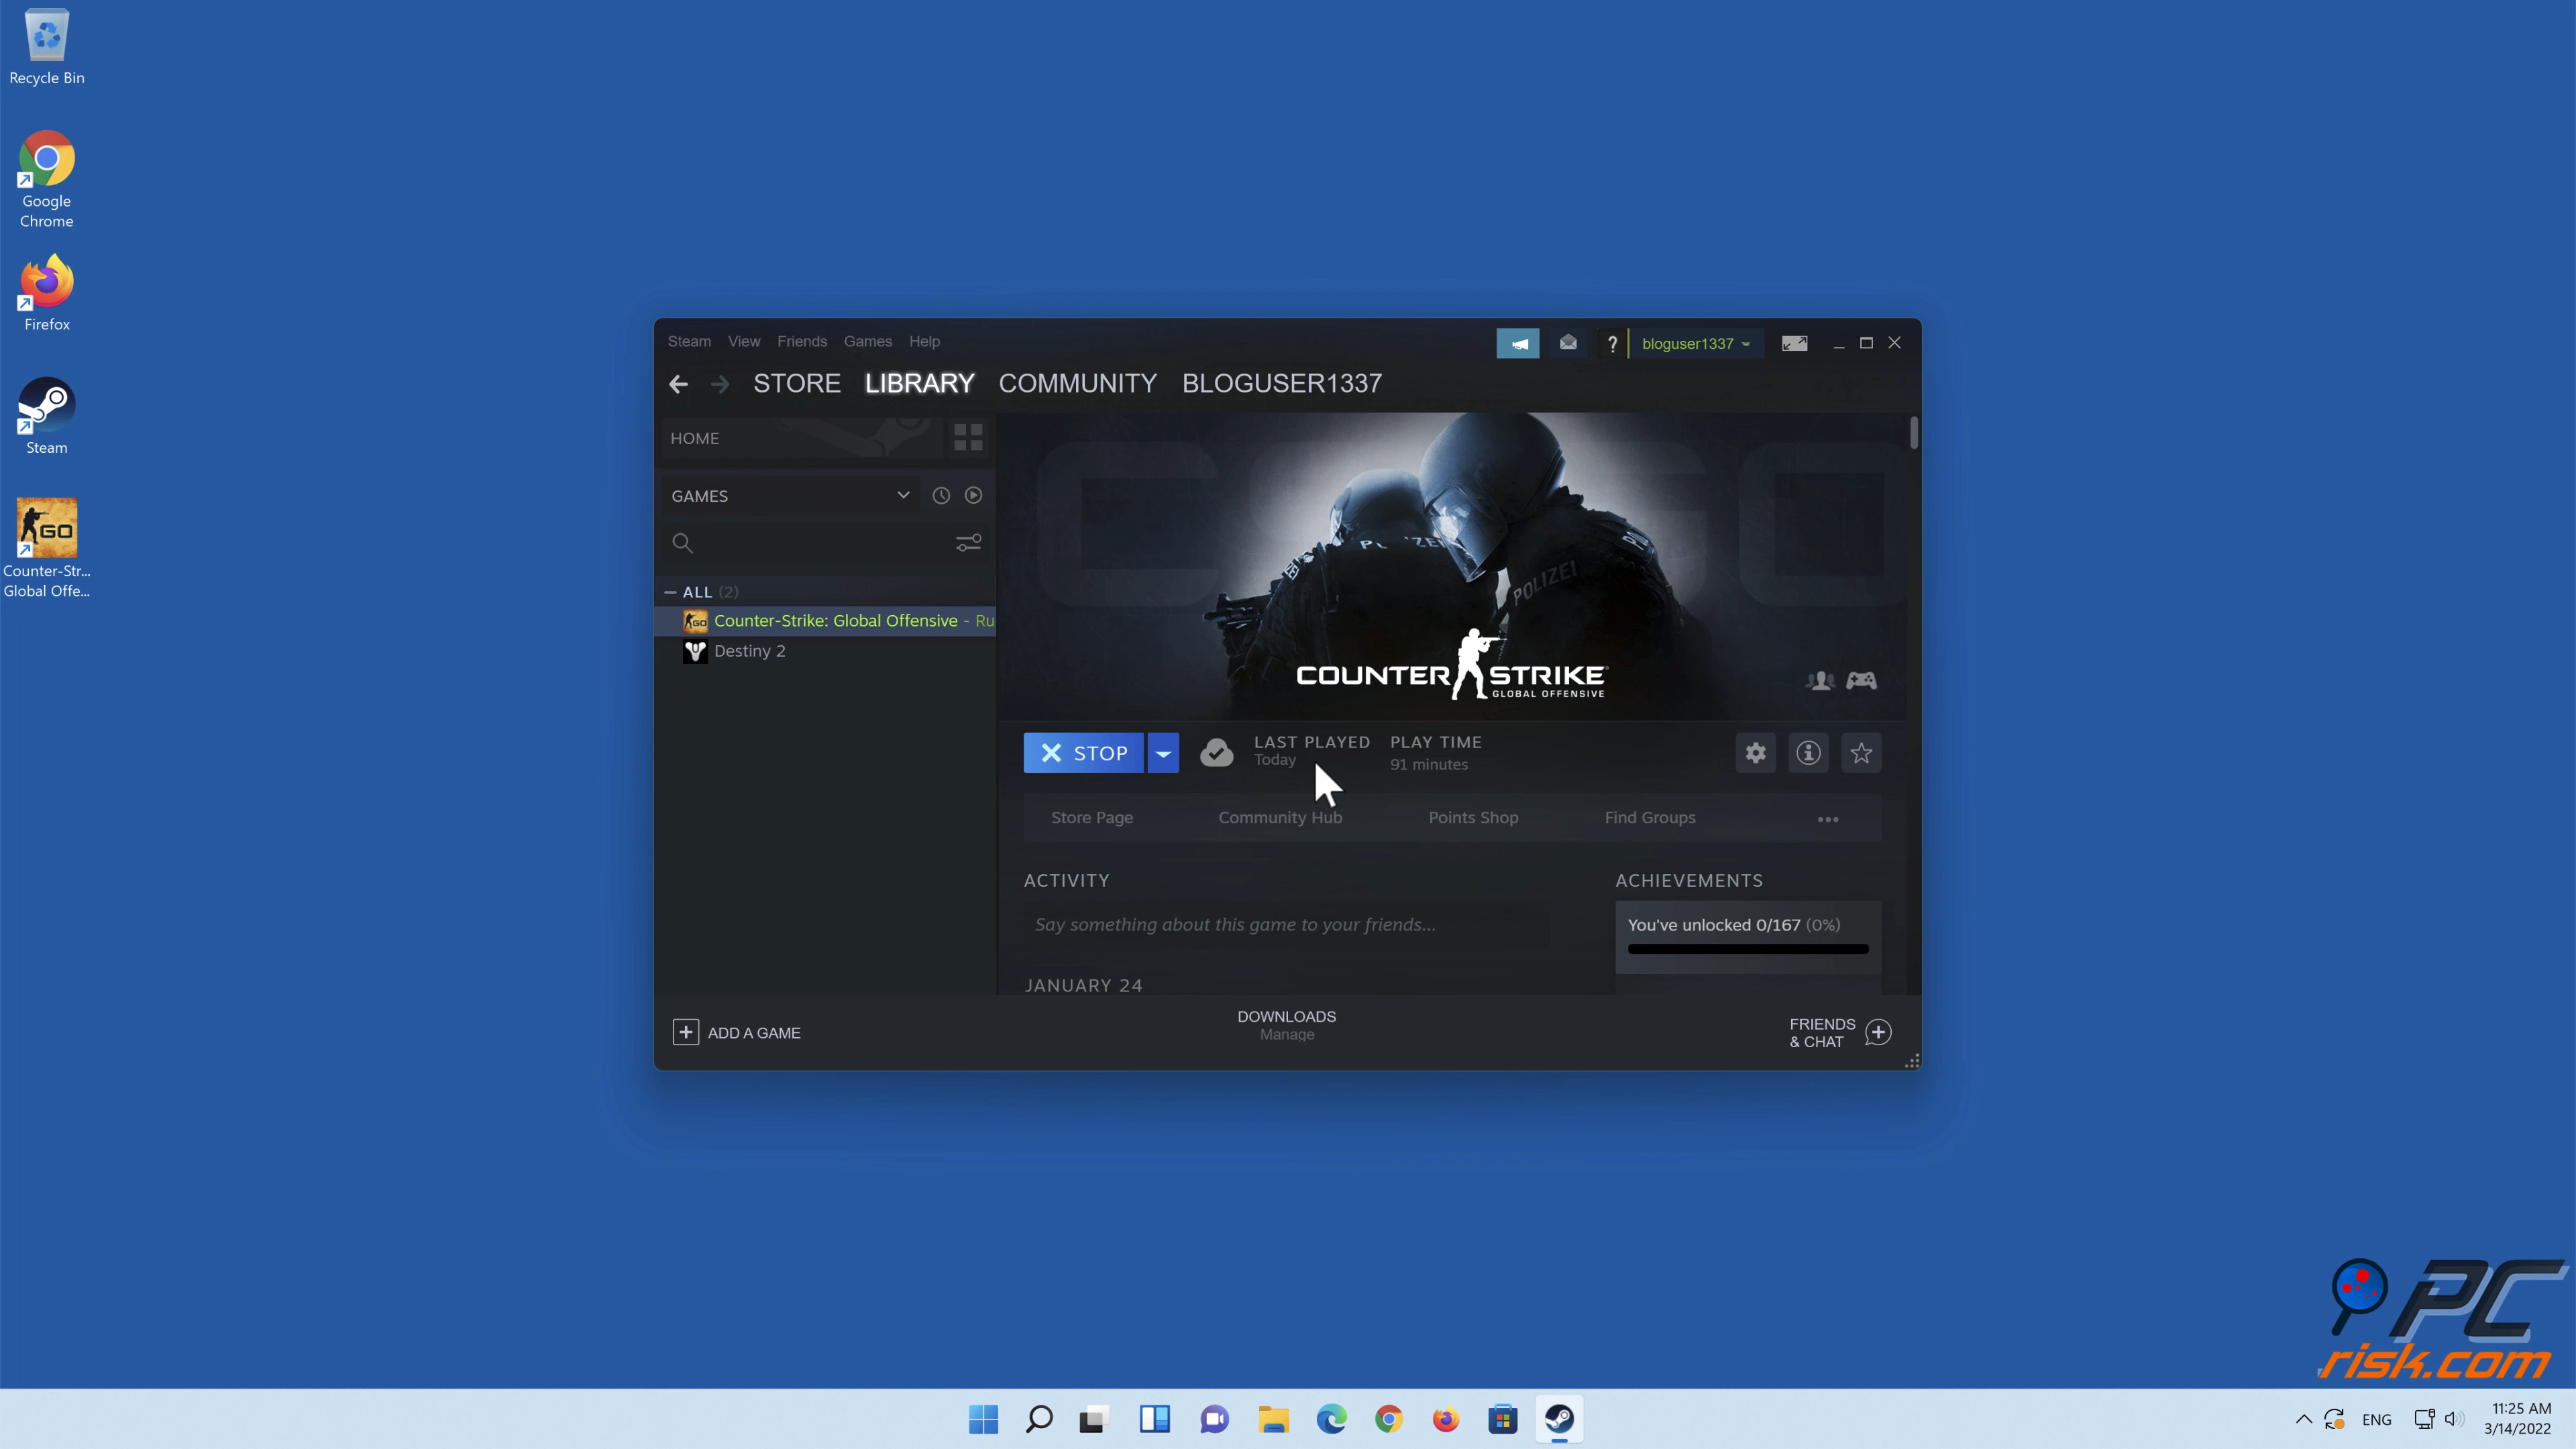 Recycle Bin
Google
Chrome
Firefox
Steam
GO
Counter-Str...
Global Offe...
Steam View Friends Games Help
? bloguser1337
STORE LIBRARY COMMUNITY BLOGUSER1337
HOME
GAMES
ALL (2)
GO Counter-Strike: Global Offensive - Ru
Destiny 2
POLIZEI
COUNTER STRIKE
GLOBAL OFFENSIVE
STOP
LAST PLAYED
Today
PLAY TIME
91 minutes
Store Page Community Hub Points Shop Find Groups
ACTIVITY
Say something about this game to your friends...
JANUARY 24
ACHIEVEMENTS
You've unlocked 0/167 (0%)
ADD A GAME
DOWNLOADS
Manage
FRIENDS
& CHAT
PC
risk.com
ENG
11:25 AM
3/14/2022